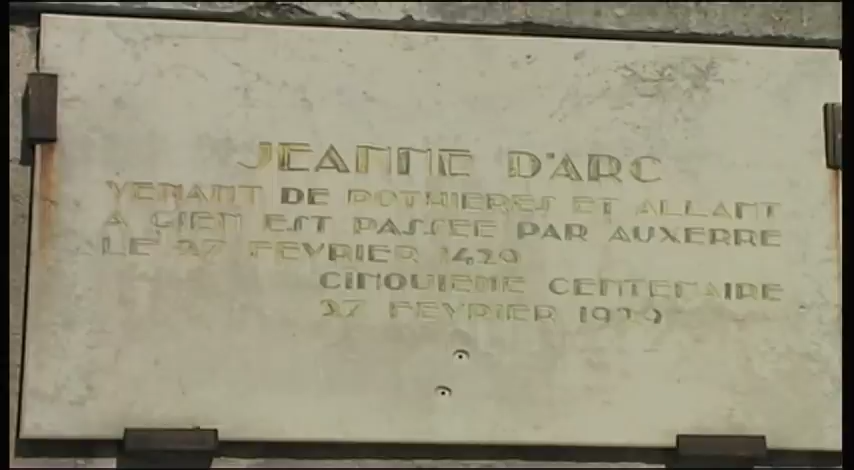 JEANNE D'ARC
VENANT DE POTHIERES ET ALLANT
A GIEN EST PASSEE PAR AUXERRE
LE 27 FEVRIER 1429
CINQUIEME CENTENAIRE
27 FEVRIER 1929